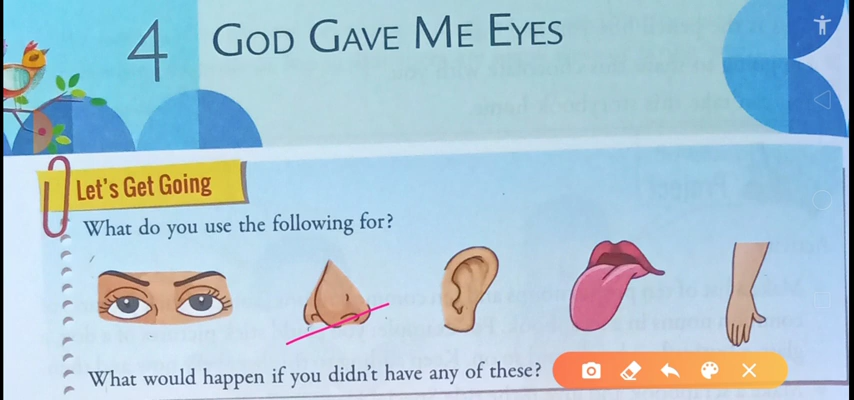 4 GOD GAVE ME EYES
Let's Get Going
What do you use the following for?
What would happen if you didn't have any of these?